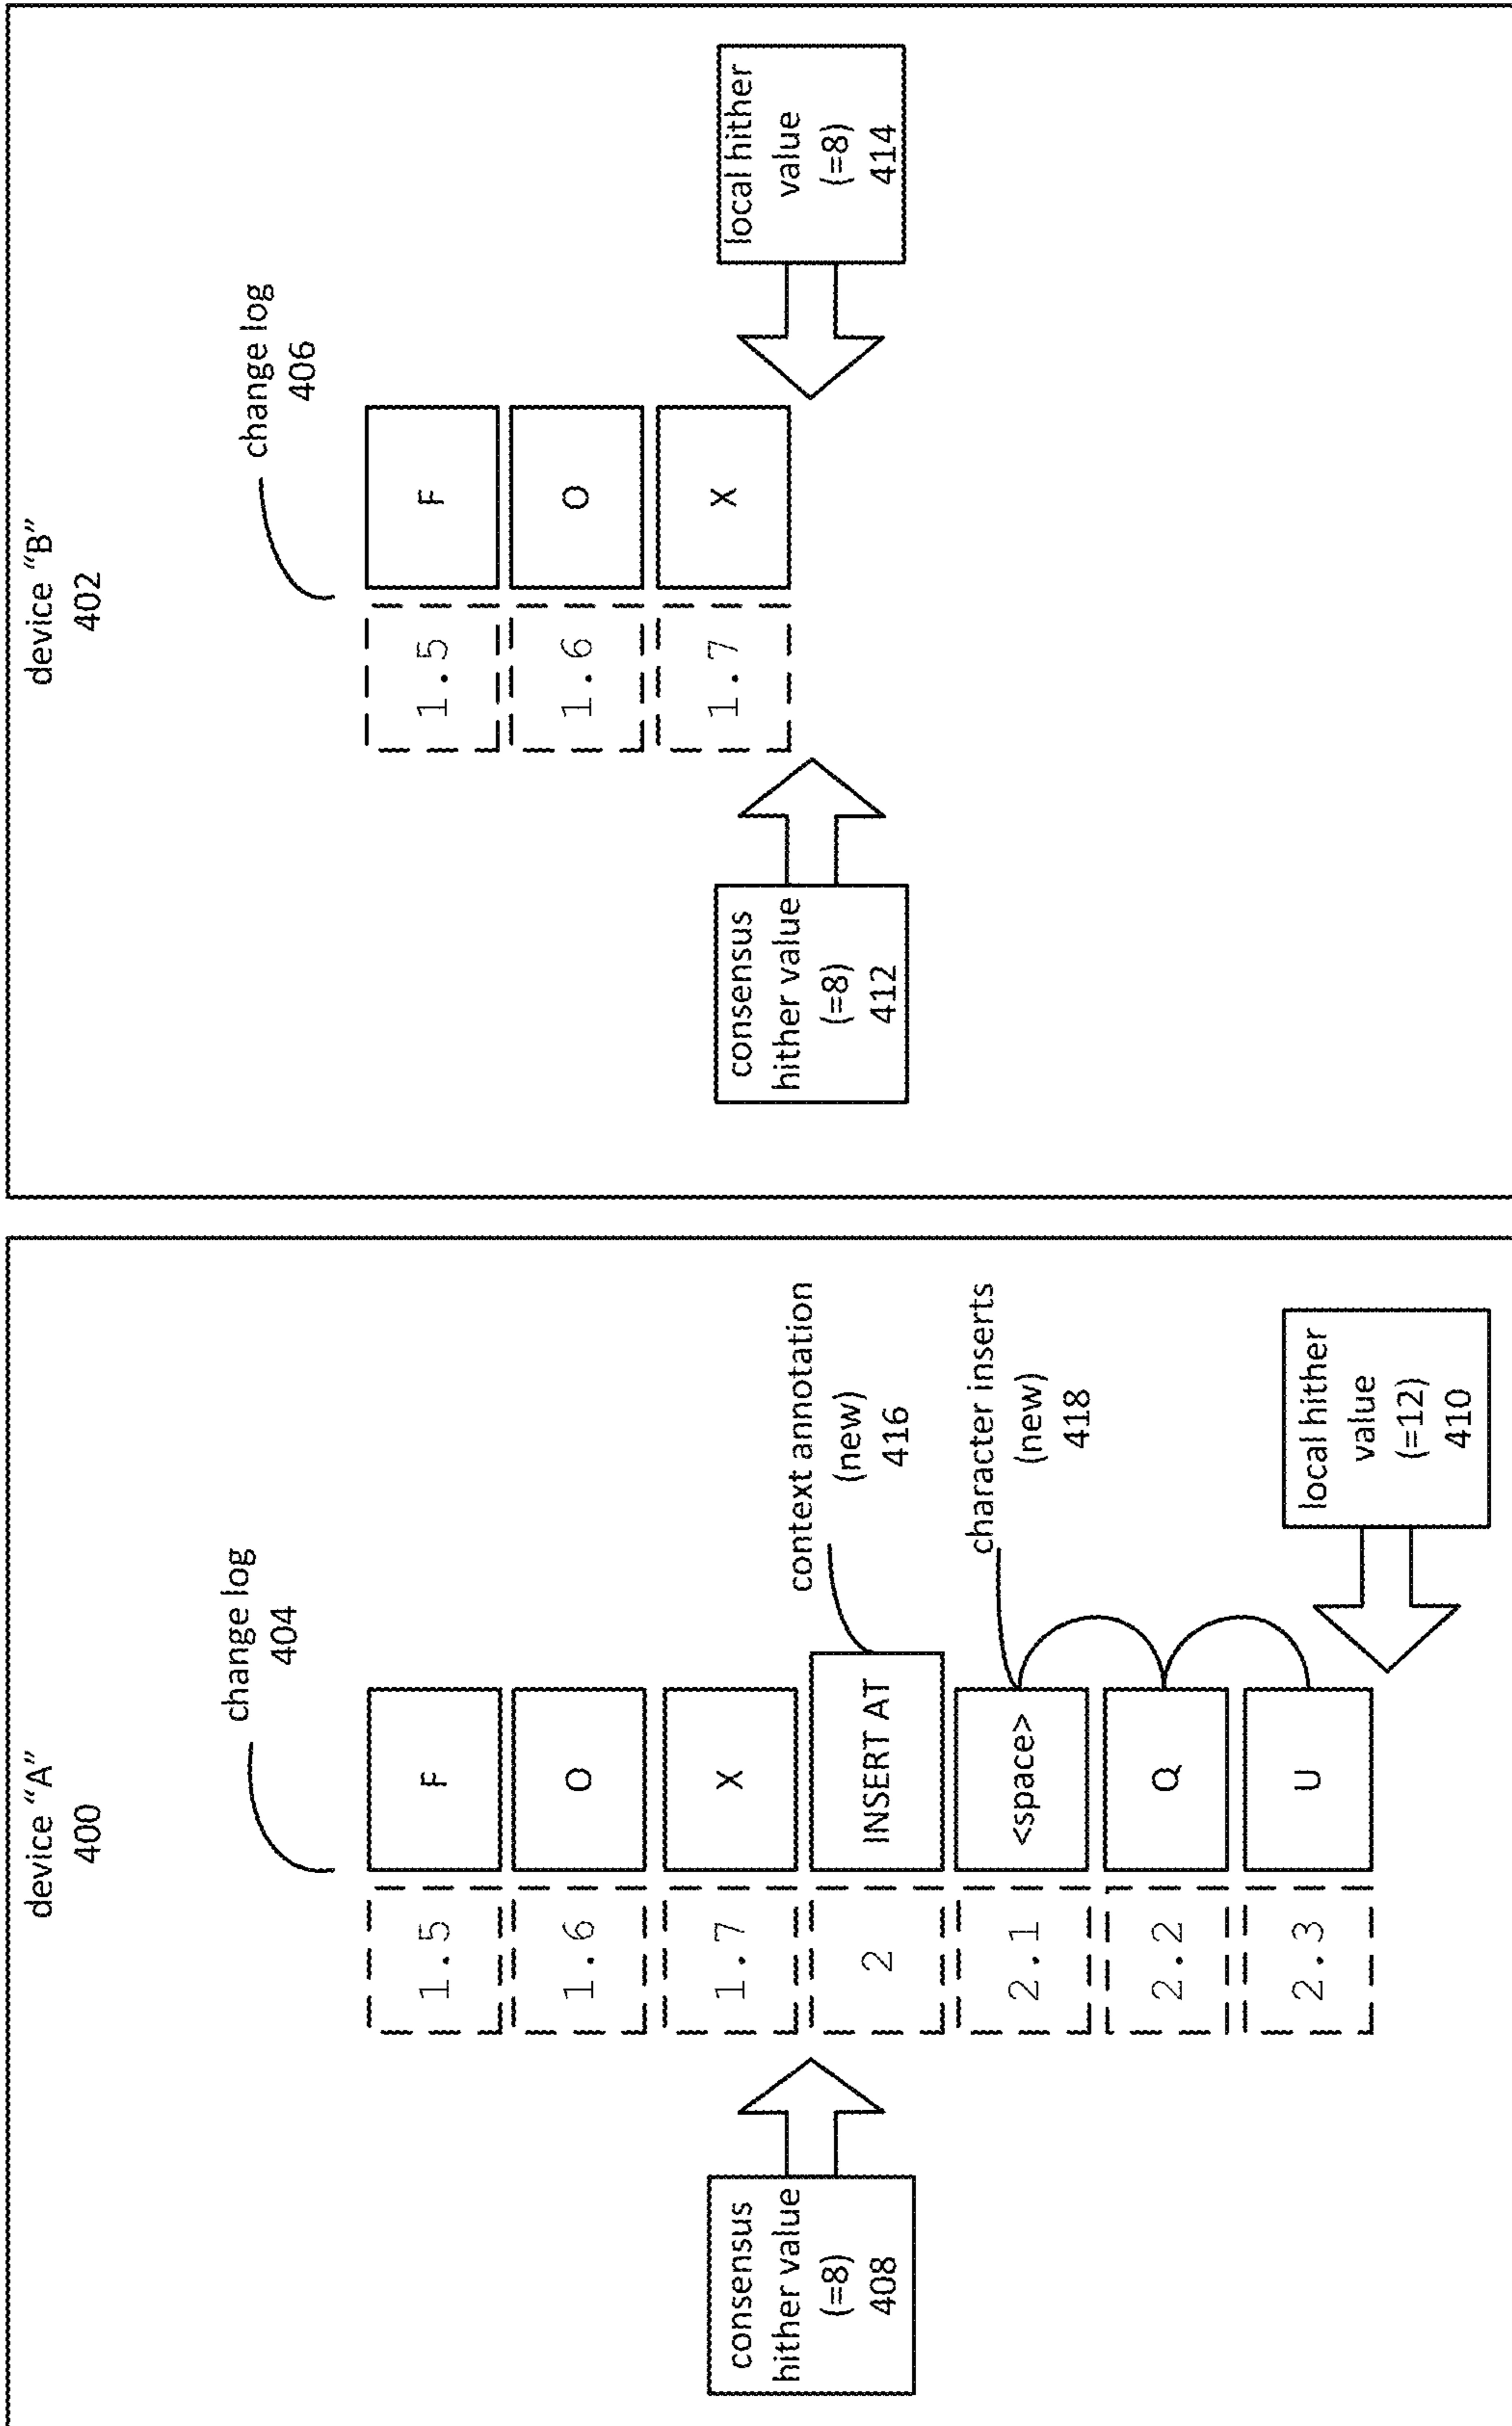 device “A”
400
change log
404
1.5
F
1.6
O
1.7
X
2
INSERT AT
2.1
<space>
2.2
Q
2.3
U
consensus
hither value
(=8)
408
context annotation
(new)
416
character inserts
(new)
418
local hither
value
(=12)
410
device “B”
402
change log
406
1.5
F
1.6
O
1.7
X
consensus
hither value
(=8)
412
local hither
value
(=8)
414